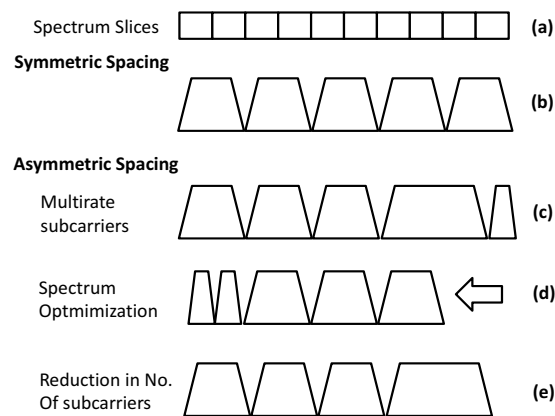 Spectrum Slices (a)
Symmetric Spacing
(b)
Asymmetric Spacing
Multirate
subcarriers
(c)
Spectrum
Optmimization
(d)
Reduction in No.
Of subcarriers
(e)